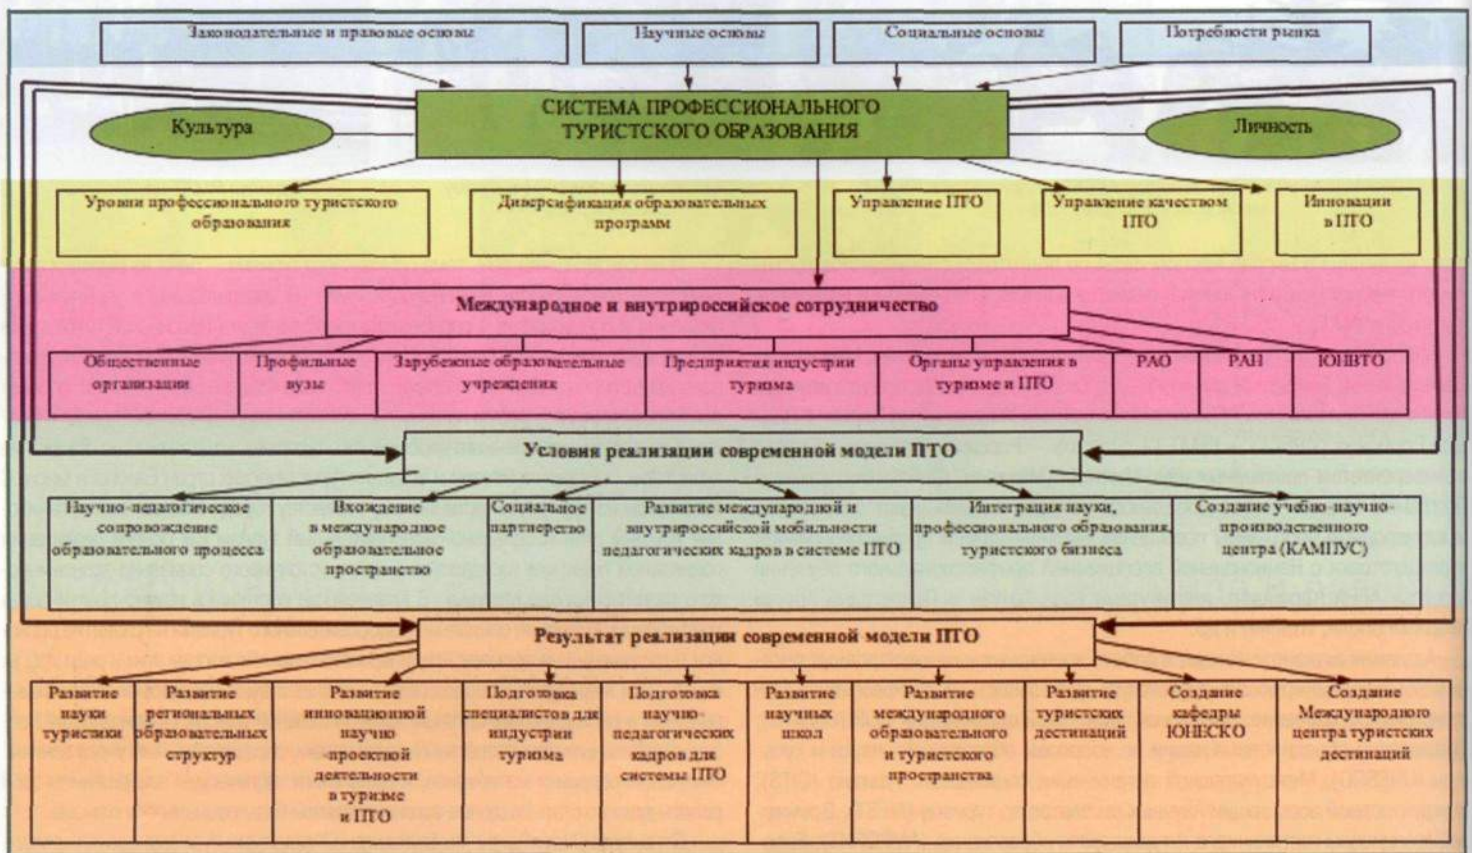 Законодательные и правовые основы
Научные основы
Социальные основы
Потребности рынка
СИСТЕМА ПРОФЕССИОНАЛЬНОГО
ТУРИСТСКОГО ОБРАЗОВАНИЯ
Культура
Личность
Уровни профессионального туристского
образования
Диверсификация образовательных
программ
Управление ПТО
Управление качеством
ПТО
Инновации
в ПТО
Международное и внутрироссийское сотрудничество
Общественные
организации
Профильные
вузы
Зарубежные образовательные
учреждения
Предприятия индустрии
туризма
Органы управления в
туризме и ПТО
РАО
РАН
ЮНВТО
Условия реализации современной модели ПТО
Научно-педагогическое
сопровождение
образовательного процесса
Вхождение
в международное
образовательное
пространство
Социальное
партнерство
Развитие международной и
внутрироссийской мобильности
педагогических кадров в системе ПТО
Интеграция науки,
профессионального образования,
туристского бизнеса
Создание учебно-научно-
производственного
центра (КАМПУС)
Результат реализации современной модели ПТО
Развитие
науки
туристики
Развитие
региональных
образовательных
структур
Развитие
инновационной
научно
-проектной
деятельности
в туризме
и ПТО
Подготовка
специалистов для
индустрии
туризма
Подготовка
научно-
педагогических
кадров для
системы ПТО
Развитие
научных
школ
Развитие
международного
образовательного
и туристского
пространства
Развитие
туристских
дестинаций
Создание
кафедры
ЮНЕСКО
Создание
Международного
центра туристских
дестинаций